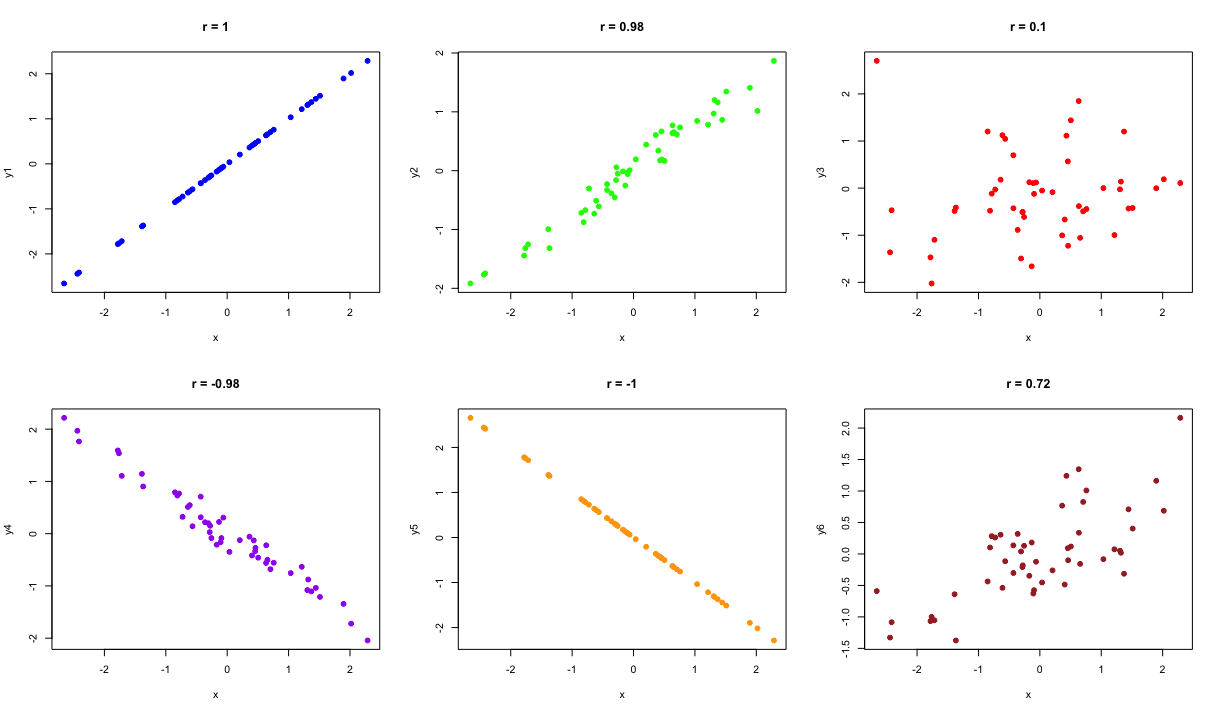 r = 1
r = 0.98
r = 0.1
y1
2
1
0
-1
-2
y2
2
1
0
-1
-2
y3
2
1
0
-1
-2
-2 -1 0 1 2
-2 -1 0 1 2
-2 -1 0 1 2
x
x
x
r = -0.98
r = -1
r = 0.72
y4
2
1
0
-1
-2
y5
2
1
0
-1
-2
y6
2.0
1.5
1.0
0.5
0.0
-0.5
-1.0
-1.5
-2 -1 0 1 2
-2 -1 0 1 2
-2 -1 0 1 2
x
x
x